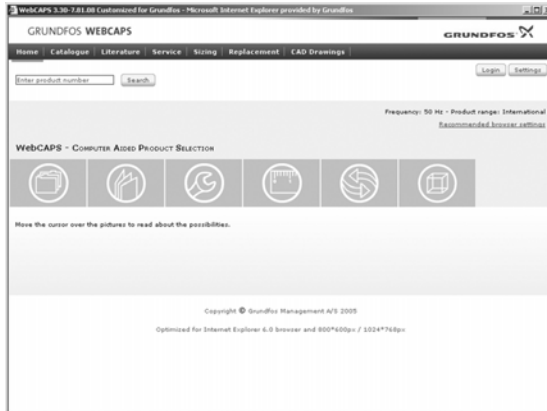 WebCAPS 3.30-7.01.00 Customized for Grundfos - Microsoft Internet Explorer provided by Grundfos
GRUNDFOS WEBCAPS
GRUNDFOS
Home | Catalogue | Literature | Service | Sizing | Replacement | CAD Drawings |
Login Settings
Enter product number Search
Frequency: 50 Hz - Product range: International
Recommended browser settings
WebCAPS - Computer Aided Product Selection
Move the cursor over the pictures to read about the possibilities.
Copyright © Grundfos Management A/S 2005
Optimized for Internet Explorer 6.0 browser and 800*600px / 1024*768px